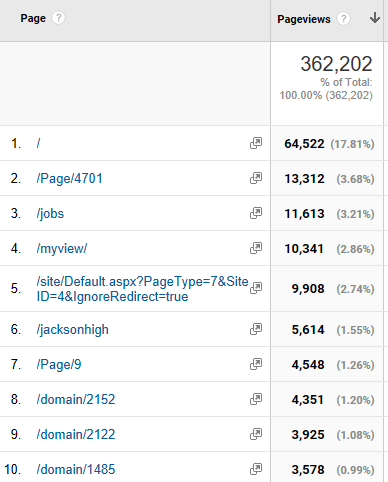 Page ? Pageviews ?
362,202
% of Total:
100.00% (362,202)
1. / 64,522 (17.81%)
2. /Page/4701 13,312 (3.68%)
3. /jobs 11,613 (3.21%)
4. /myview/ 10,341 (2.86%)
5. /site/Default.aspx?PageType=7&Site
ID=4&IgnoreRedirect=true 9,908 (2.74%)
6. /jacksonhigh 5,614 (1.55%)
7. /Page/9 4,548 (1.26%)
8. /domain/2152 4,351 (1.20%)
9. /domain/2122 3,925 (1.08%)
10. /domain/1485 3,578 (0.99%)